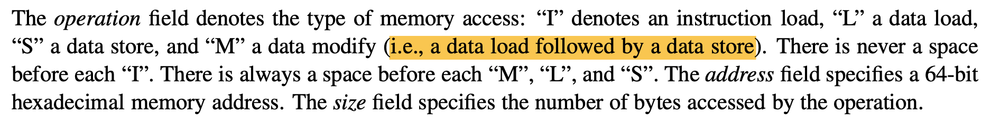 The operation field denotes the type of memory access: “I” denotes an instruction load, “L” a data load,
“S” a data store, and “M” a data modify (i.e., a data load followed by a data store). There is never a space
before each “I”. There is always a space before each “M”, “L”, and “S”. The address field specifies a 64-bit
hexadecimal memory address. The size field specifies the number of bytes accessed by the operation.